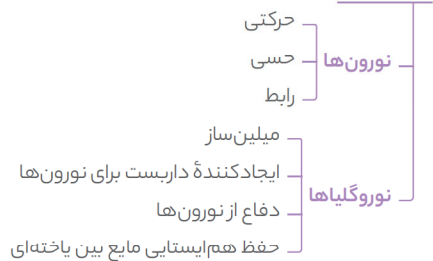 نورون‌ها
حرکتی
حسی
رابط
نوروگلیاها
میلین‌ساز
ایجادکنندهٔ داربست برای نورون‌ها
دفاع از نورون‌ها
حفظ هم‌ایستایی مایع بین یاخته‌ای